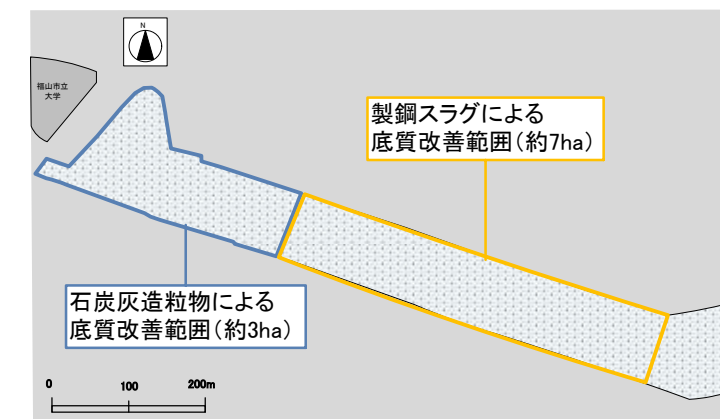 N
福山市立
大学
製鋼スラグによる
底質改善範囲(約7ha)
石炭灰造粒物による
底質改善範囲(約3ha)
0 100 200m